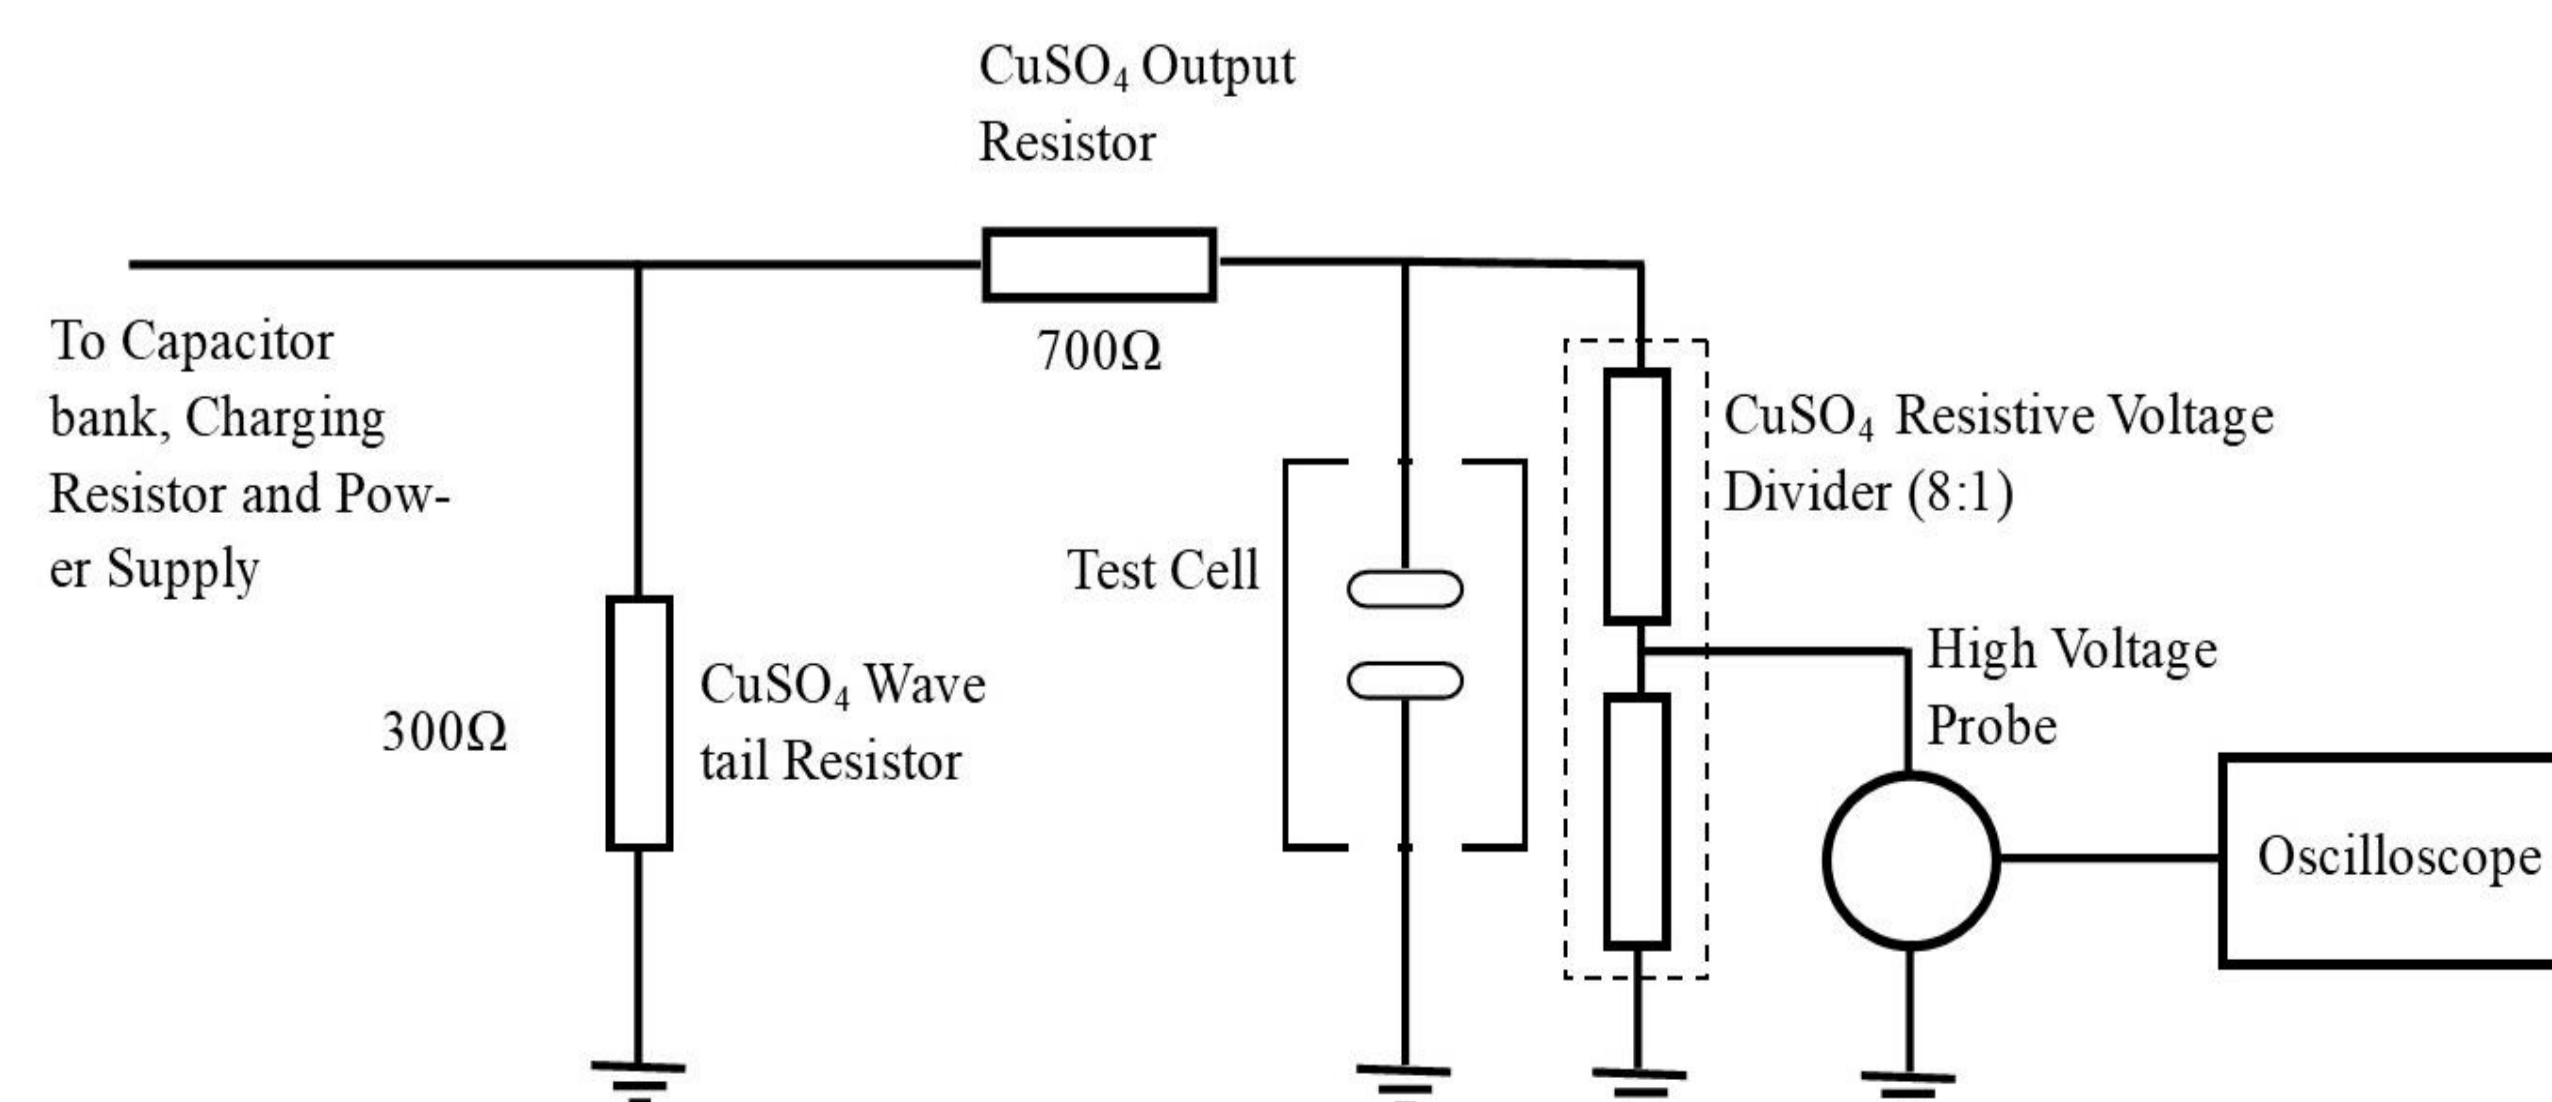 CuSO₄ Output
Resistor
700Ω
To Capacitor
bank, Charging
Resistor and Pow-
er Supply
300Ω
CuSO₄ Wave
tail Resistor
Test Cell
CuSO₄ Resistive Voltage
Divider (8:1)
High Voltage
Probe
Oscilloscope